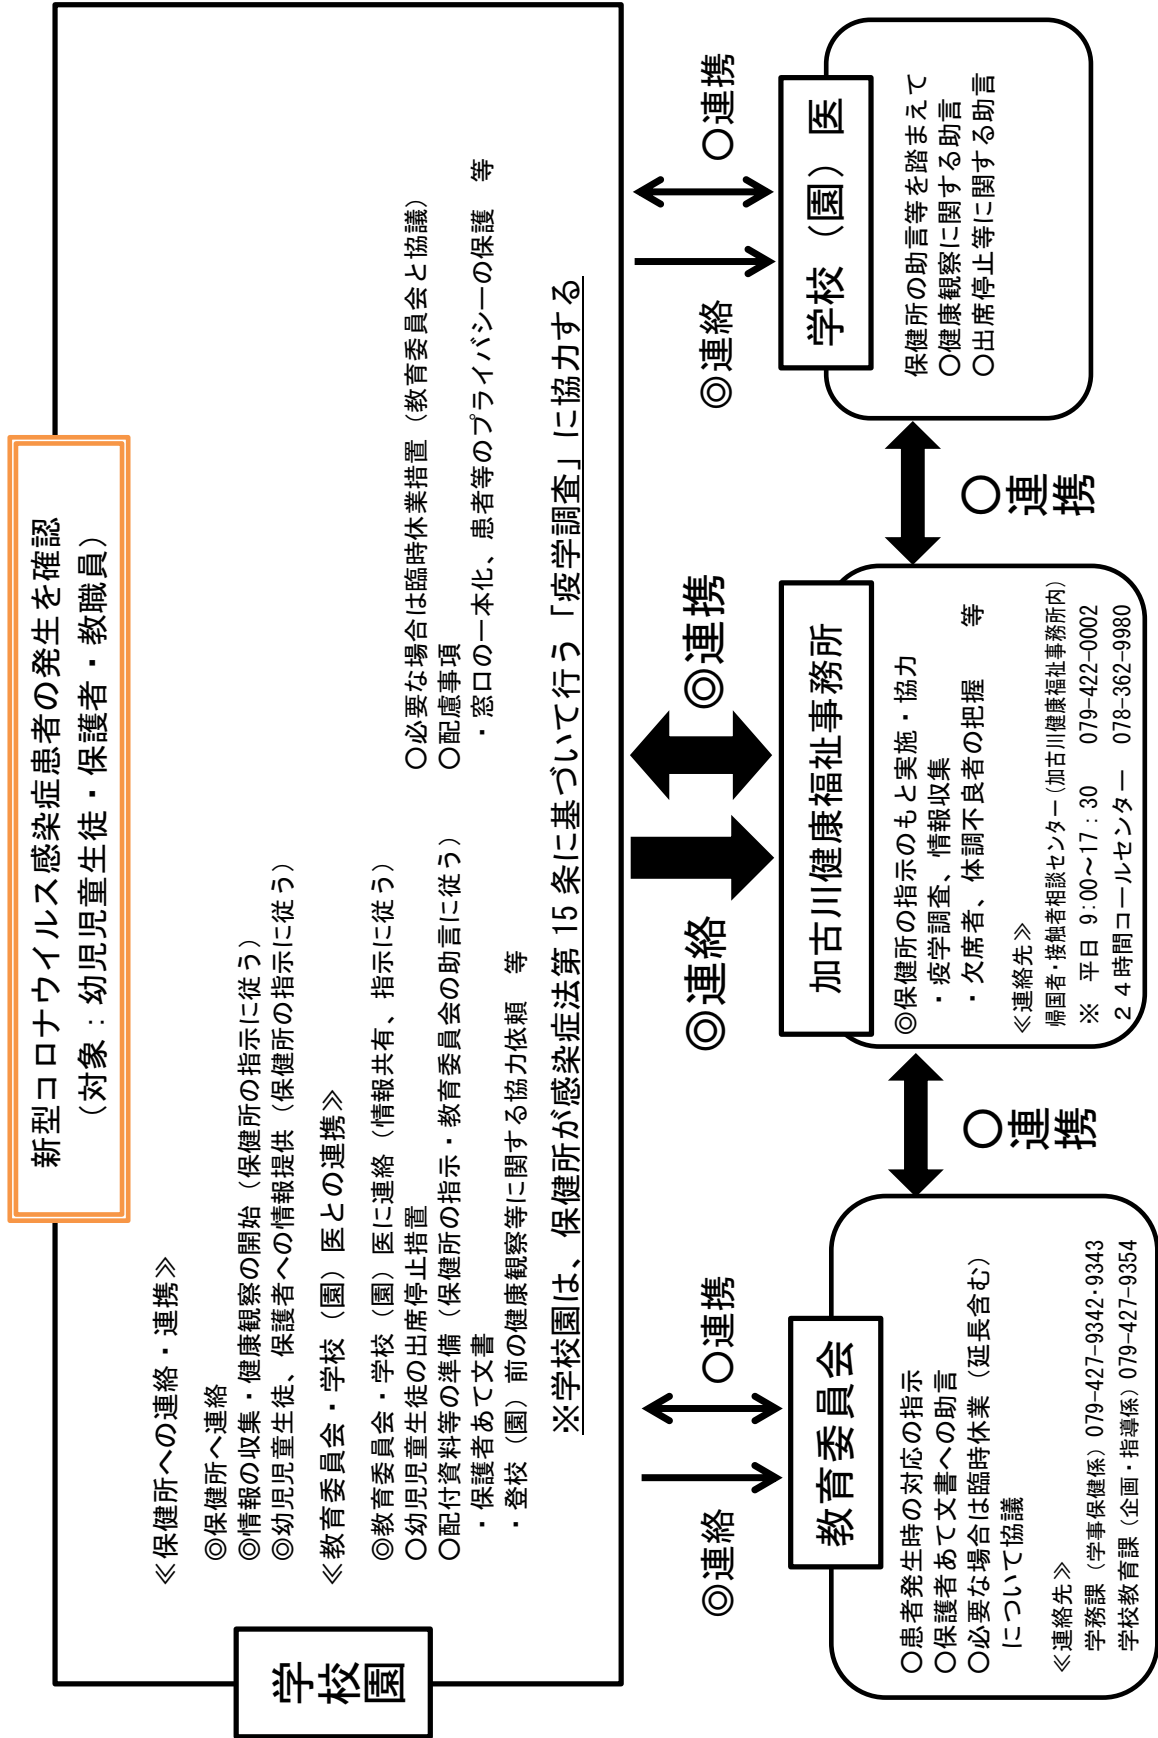 新型コロナウイルス感染症患者の発生を確認
（対象：幼児児童生徒・保護者・教職員）
学校園
≪保健所への連絡・連携≫
◎保健所へ連絡
◎情報の収集・健康観察の開始（保健所の指示に従う）
◎幼児児童生徒、保護者への情報提供（保健所の指示に従う）
≪教育委員会・学校（園）医との連携≫
◎教育委員会・学校（園）医に連絡（情報共有、指示に従う）
〇幼児児童生徒の出席停止措置
〇配付資料等の準備（保健所の指示・教育委員会の助言に従う）
・保護者あて文書
・登校（園）前の健康観察等に関する協力依頼　等
〇必要な場合は臨時休業措置（教育委員会と協議）
〇配慮事項
・窓口の一本化、患者等のプライバシーの保護　等
※学校園は、保健所が感染症法第15条に基づいて行う「疫学調査」に協力する
◎連絡
〇連携
◎連絡
◎連携
◎連絡
〇連携
教育委員会
〇患者発生時の対応の指示
〇保護者あて文書への助言
〇必要な場合は臨時休業（延長含む）
について協議
≪連絡先≫
学務課（学事保健係）079-427-9342・9343
学校教育課（企画・指導係）079-427-9354
〇連携
加古川健康福祉事務所
◎保健所の指示のもと実施・協力
・疫学調査、情報収集
・欠席者、体調不良者の把握　等
≪連絡先≫
帰国者・接触者相談センター（加古川健康福祉事務所内）
※　平日 9:00～17：30　079-422-0002
２４時間コールセンター　078-362-9980
〇連携
学校（園）医
保健所の助言等を踏まえて
〇健康観察に関する助言
〇出席停止等に関する助言